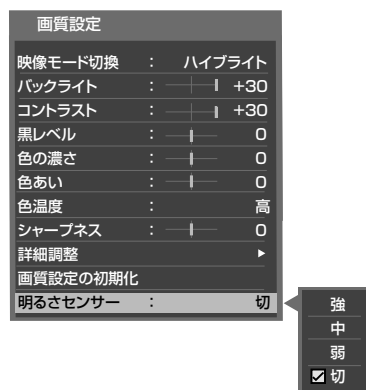 画質設定
映像モード切換 : ハイブライト
バックライト : +30
コントラスト : +30
黒レベル : 0
色の濃さ : 0
色あい : 0
色温度 : 高
シャープネス : 0
詳細調整
画質設定の初期化
明るさセンサー : 切
強
中
弱
切